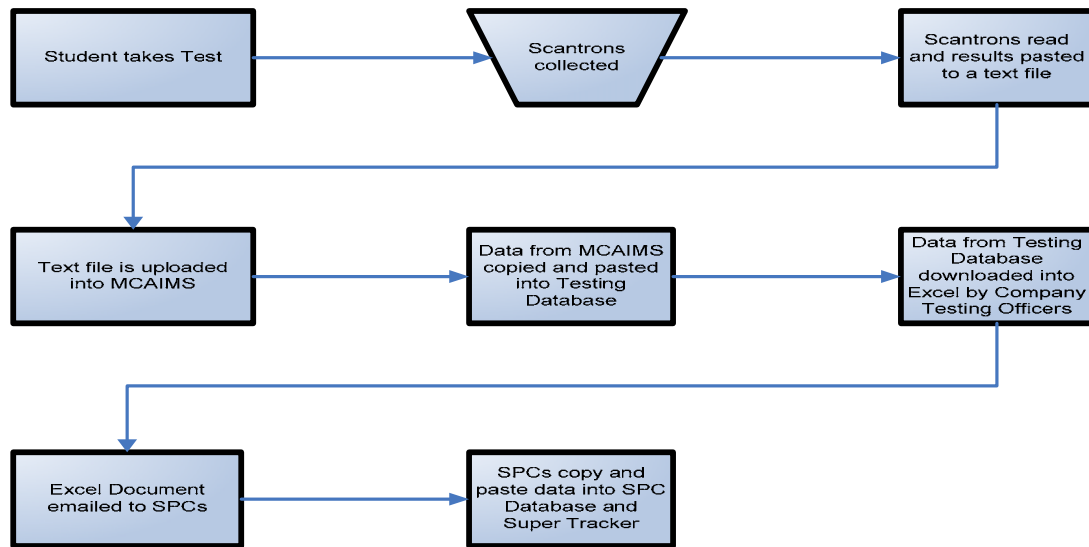 Student takes Test
Scantrons
collected
Scantrons read
and results pasted
to a text file
Text file is uploaded
into MCAIMS
Data from MCAIMS
copied and pasted
into Testing
Database
Data from Testing
Database
downloaded into
Excel by Company
Testing Officers
Excel Document
emailed to SPCs
SPCs copy and
paste data into SPC
Database and
Super Tracker